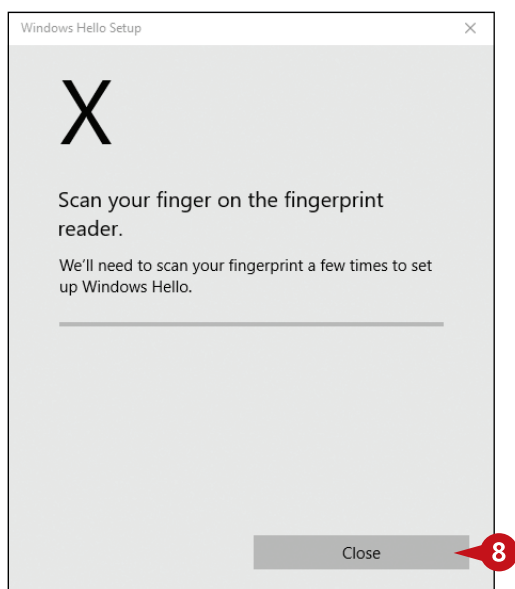 Windows Hello Setup
X
Scan your finger on the fingerprint
reader.
We'll need to scan your fingerprint a few times to set
up Windows Hello.
Close
8